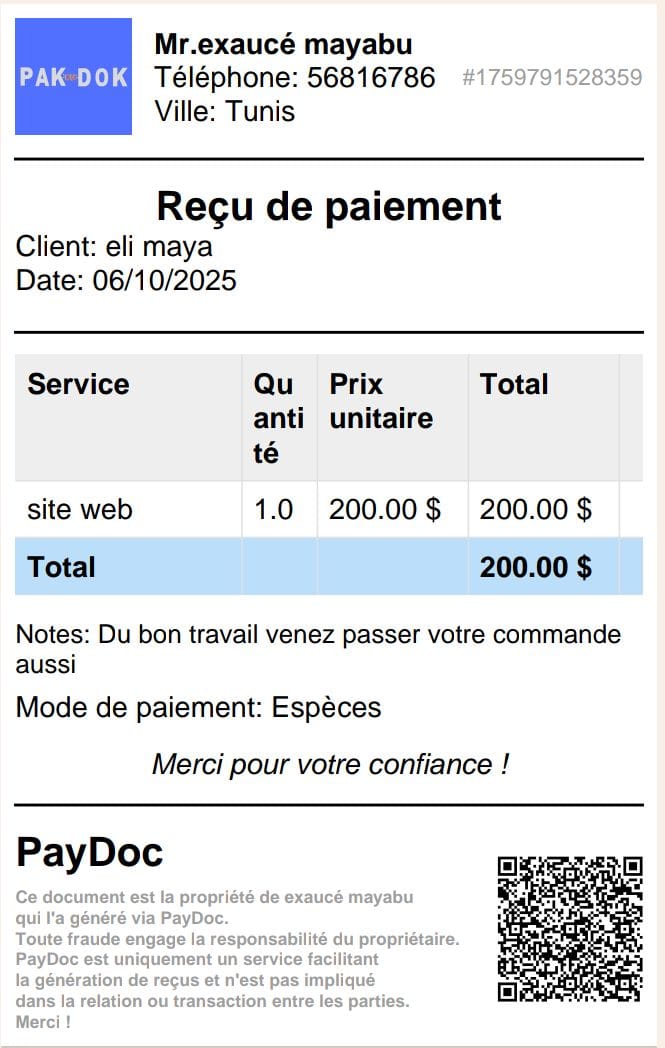 PAK DOK
Mr.exaucé mayabu
Téléphone: 56816786 #1759791528359
Ville: Tunis
Reçu de paiement
Client: eli maya
Date: 06/10/2025
Service Qu Prix Total
anti unitaire
té
site web 1.0 200.00 $ 200.00 $
Total 200.00 $
Notes: Du bon travail venez passer votre commande
aussi
Mode de paiement: Espèces
Merci pour votre confiance !
PayDoc
Ce document est la propriété de exaucé mayabu
qui l'a généré via PayDoc.
Toute fraude engage la responsabilité du propriétaire.
PayDoc est uniquement un service facilitant
la génération de reçus et n'est pas impliqué
dans la relation ou transaction entre les parties.
Merci !